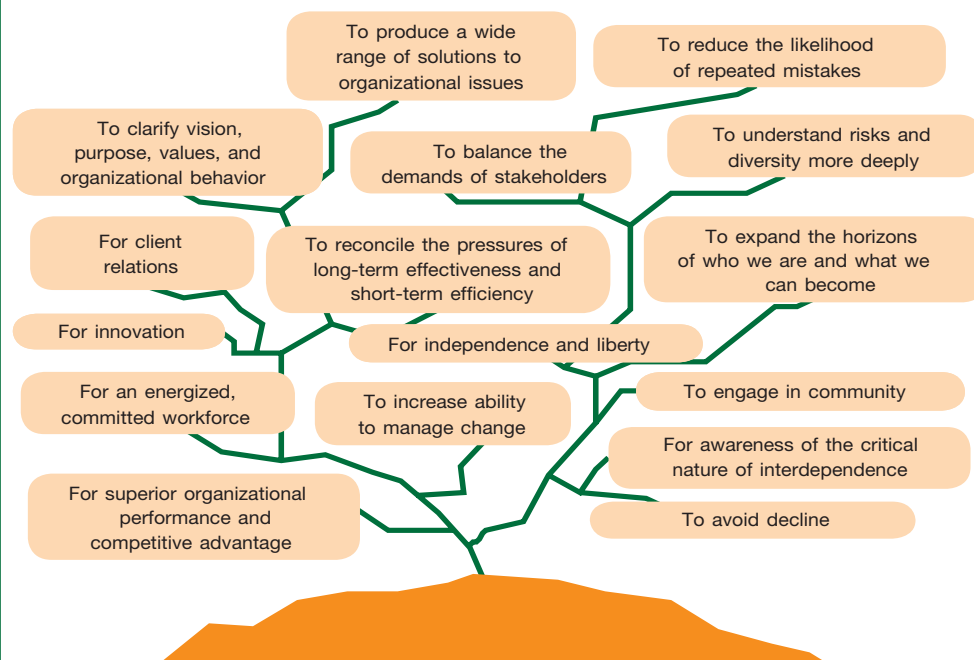 To produce a wide
range of solutions to
organizational issues
To reduce the likelihood
of repeated mistakes
To clarify vision,
purpose, values, and
organizational behavior
To balance the
demands of stakeholders
To understand risks and
diversity more deeply
For client
relations
To reconcile the pressures of
long-term effectiveness and
short-term efficiency
To expand the horizons
of who we are and what we
can become
For innovation
For independence and liberty
For an energized,
committed workforce
To increase ability
to manage change
To engage in community
For awareness of the critical
nature of interdependence
For superior organizational
performance and
competitive advantage
To avoid decline